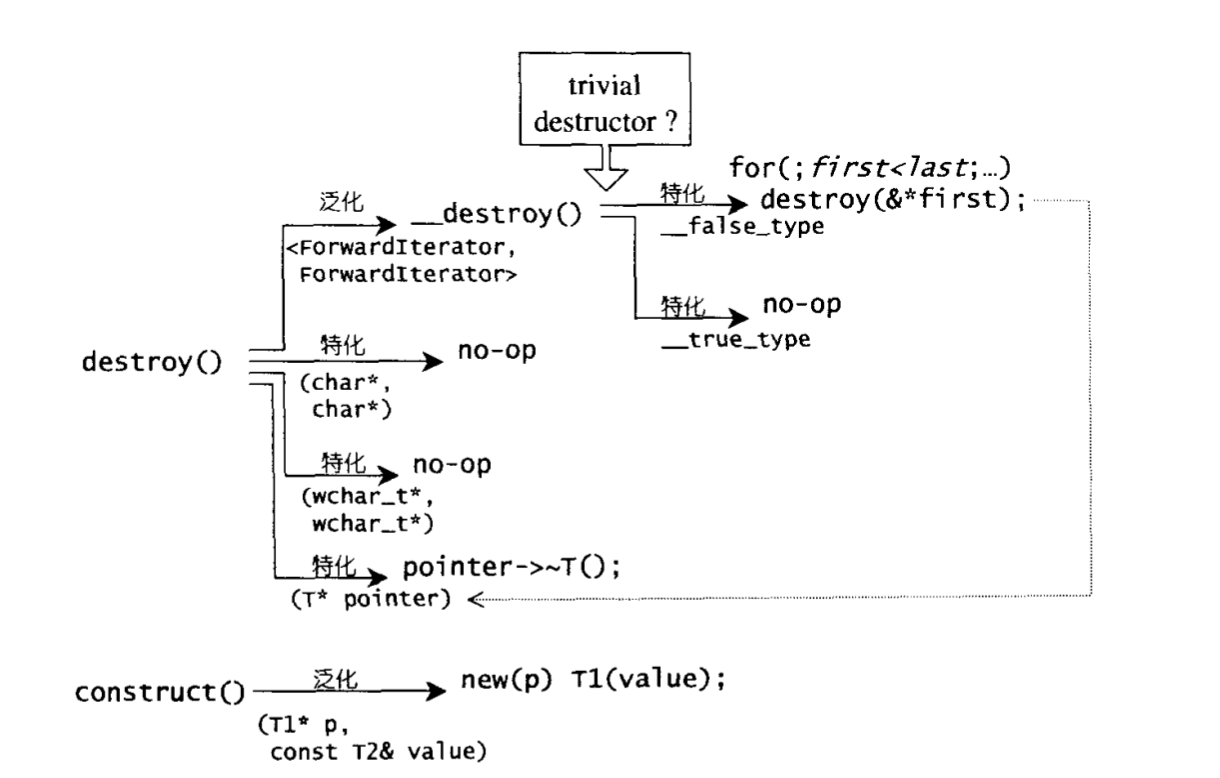 trivial
destructor ?
for(;first<last;…)
泛化
__destroy()
特化
destroy(&*first);
<ForwardIterator,
ForwardIterator>
__false_type
特化
no-op
__true_type
destroy()
特化
no-op
(char*,
char*)
特化
no-op
(wchar_t*,
wchar_t*)
特化
pointer->~T();
(T* pointer)
construct()
泛化
new(p) T1(value);
(T1* p,
const T2& value)